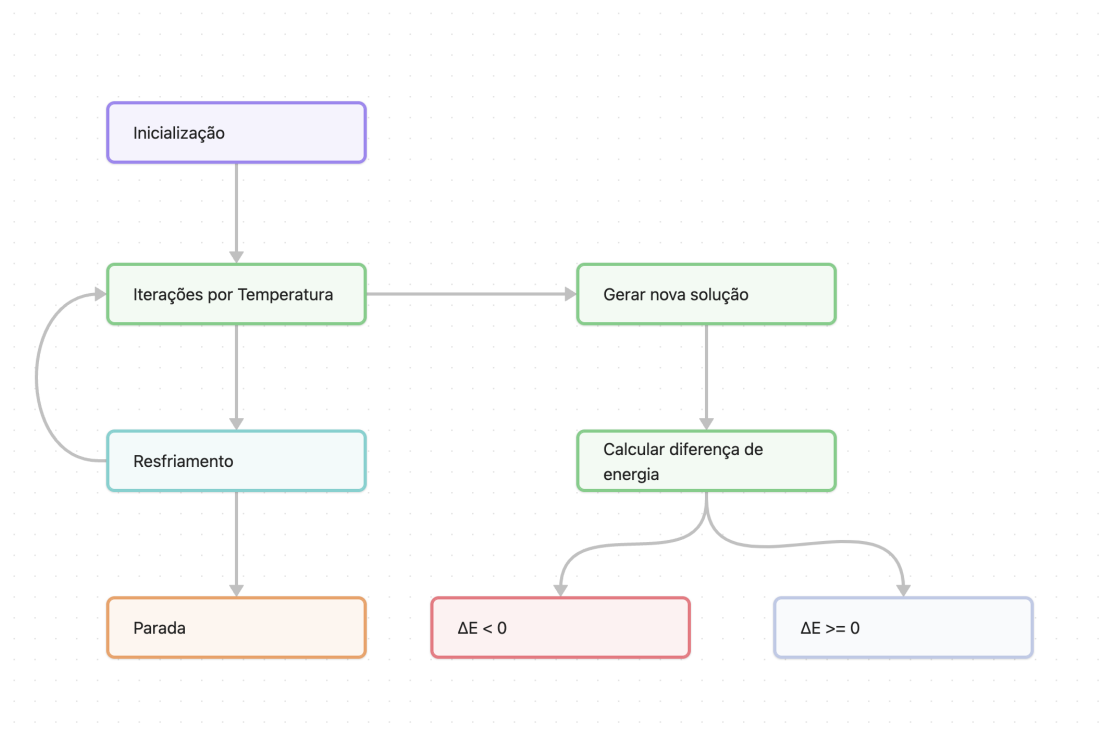 Inicialização
Iterações por Temperatura
Gerar nova solução
Resfriamento
Calcular diferença de
energia
Parada
ΔE < 0
ΔE >= 0